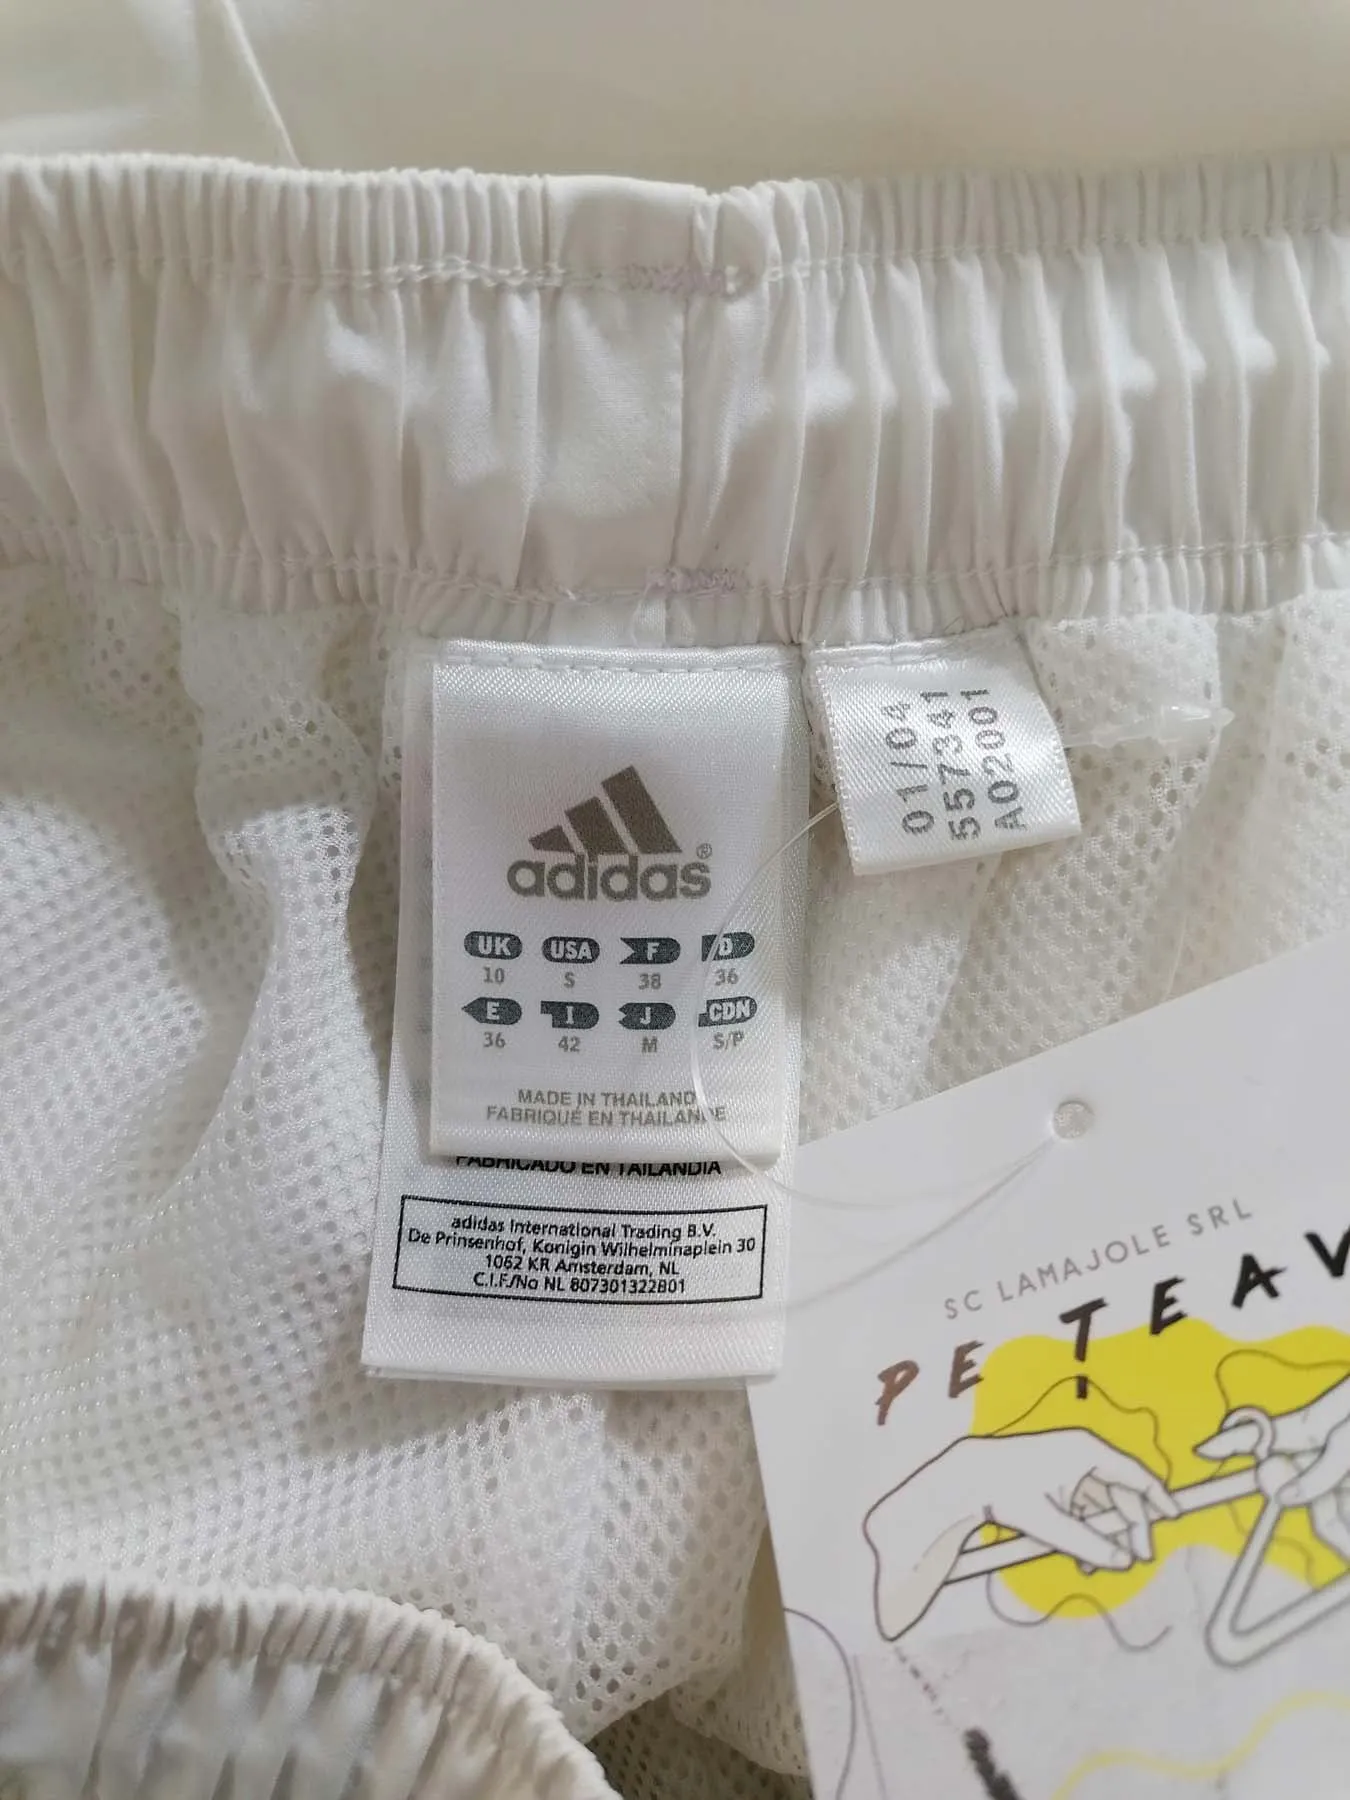 adidas®
UK USA F D
10 S 38 36
E I J CDN
36 42 M S/P
MADE IN THAILAND
FABRIQUÉ EN THAILANDE
FABRICADO EN TAILANDIA
adidas International Trading B.V.
De Prinsenhof, Konigin Wilhelminaplein 30
1062 KR Amsterdam, NL
C.I.F./No NL 807301322B01
01/04
557341
A02001
SC LAMAJOLE SRL
PE TEAV